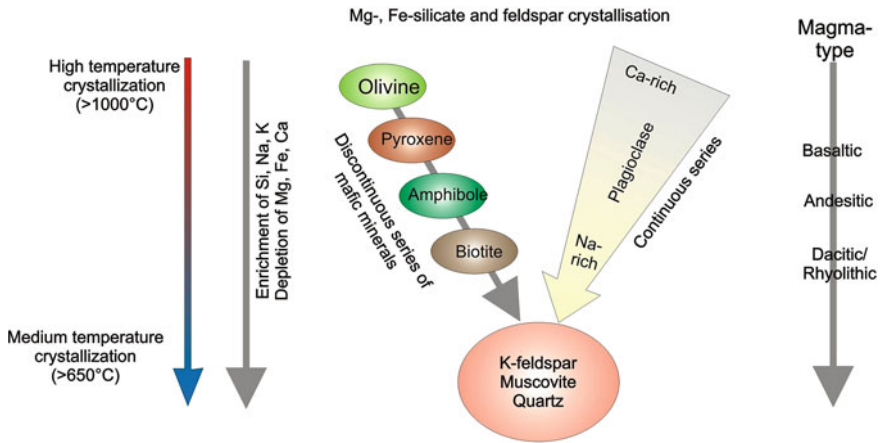 Mg-, Fe-silicate and feldspar crystallisation
High temperature
crystallization
(>1000°C)
Medium temperature
crystallization
(>650°C)
Enrichment of Si, Na, K
Depletion of Mg, Fe, Ca
Olivine
Pyroxene
Amphibole
Biotite
Discontinuous series of
mafic minerals
Ca-rich
Plagioclase
Na-
rich
Continuous series
K-feldspar
Muscovite
Quartz
Magma-
type
Basaltic
Andesitic
Dacitic/
Rhyolithic